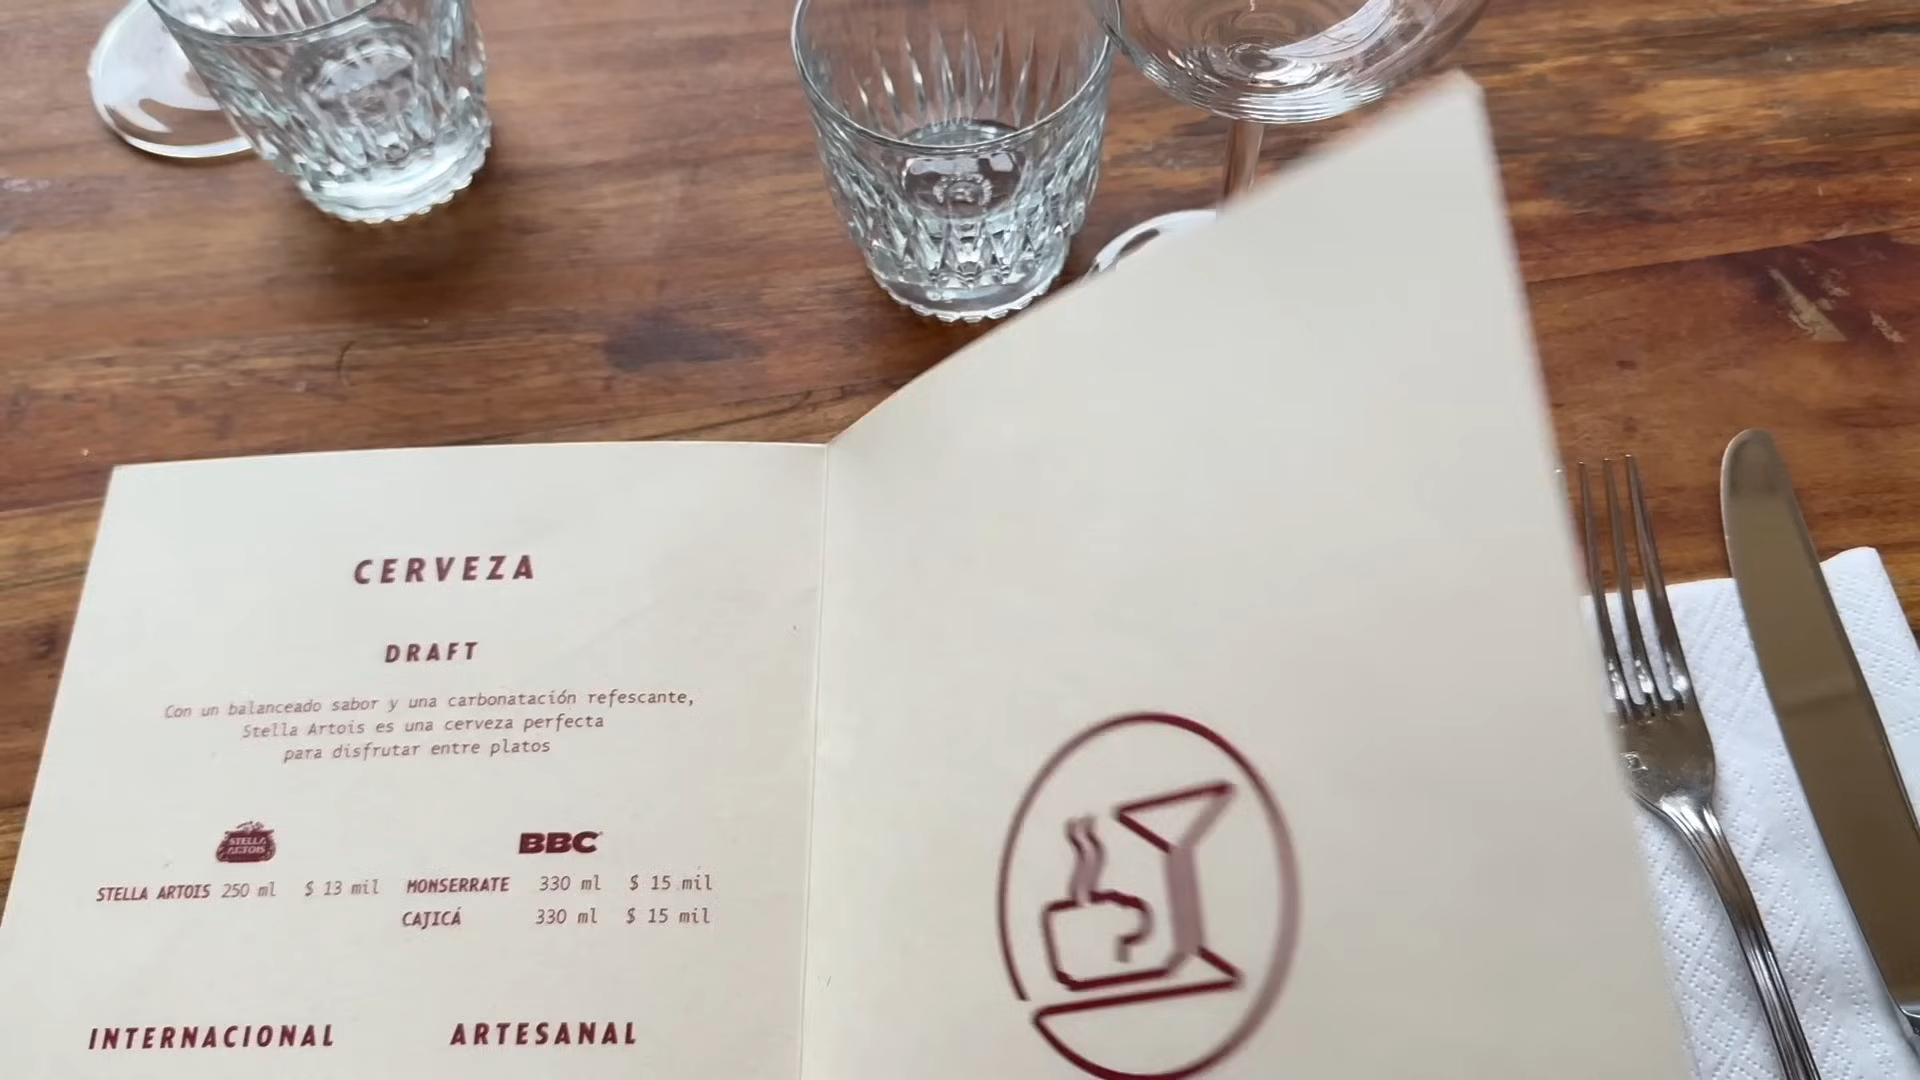 CERVEZA
DRAFT
Con un balanceado sabor y una carbonatación refescante,
Stella Artois es una cerveza perfecta
para disfrutar entre platos
STELLA ARTOIS
BBC
STELLA ARTOIS 250 ml $ 13 mil
MONSERRATE 330 ml $ 15 mil
CAJICÁ 330 ml $ 15 mil
INTERNACIONAL
ARTESANAL